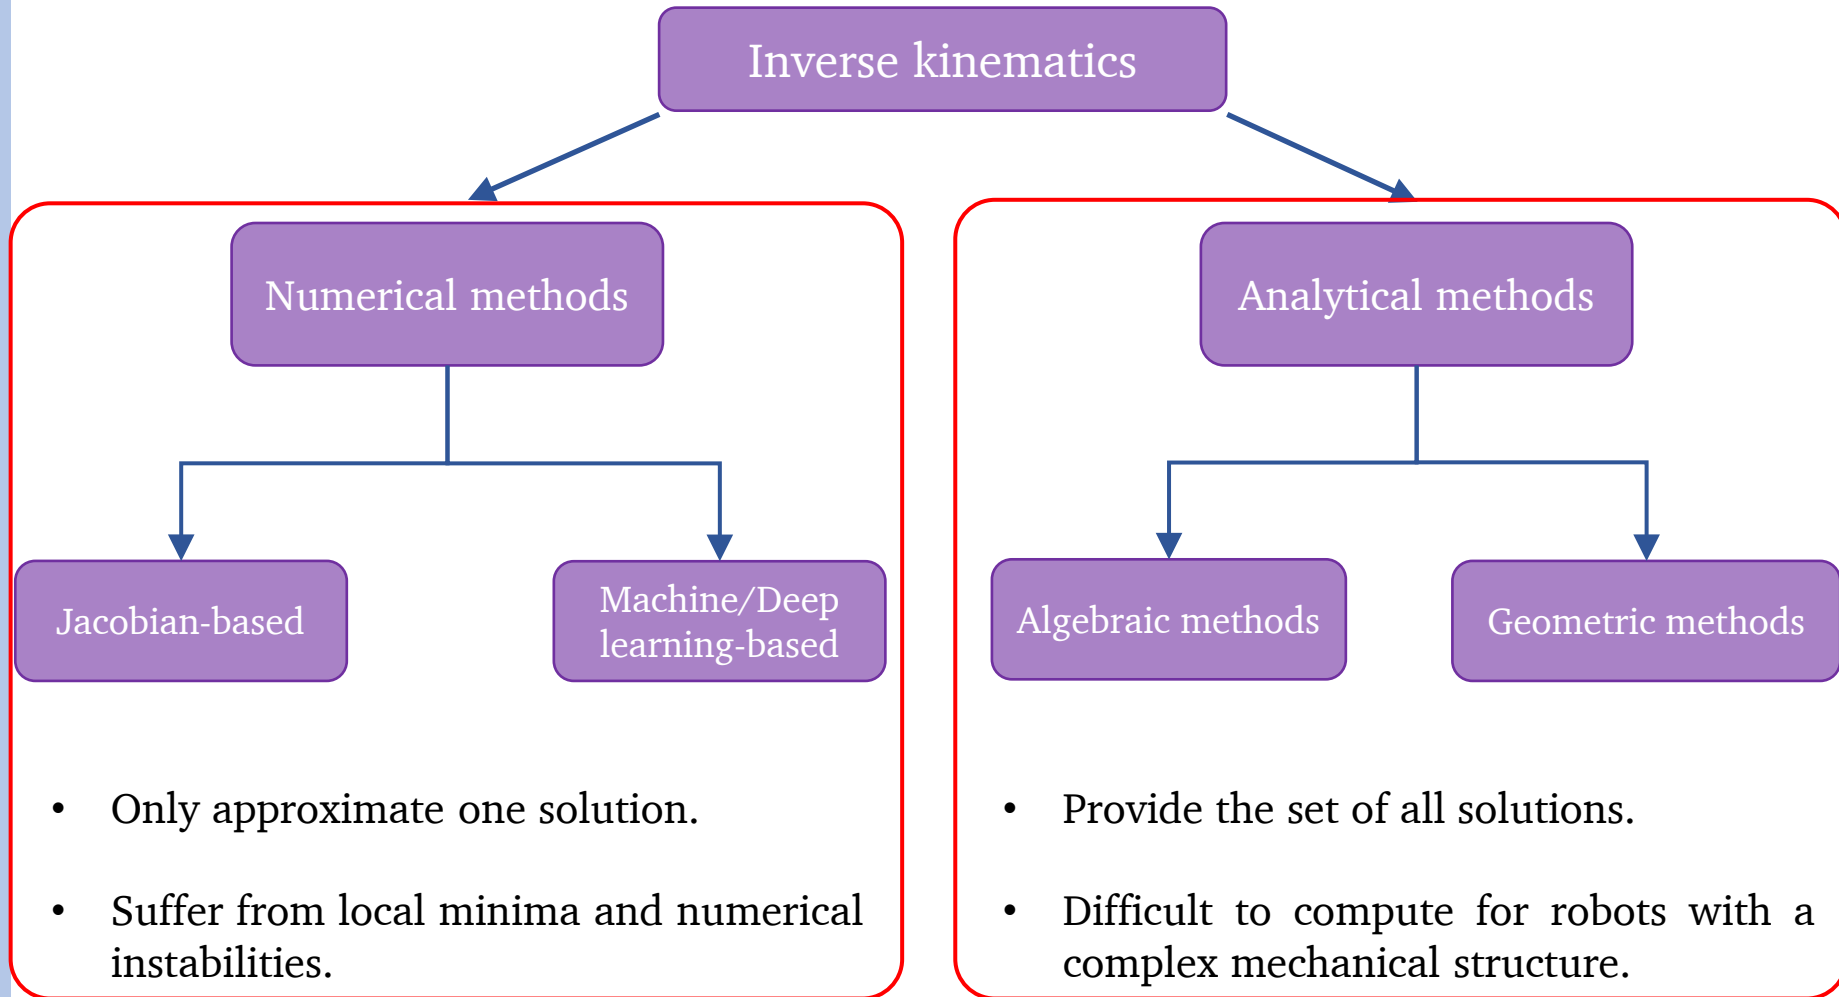 Inverse kinematics
Numerical methods
Jacobian-based
Machine/Deep
learning-based
• Only approximate one solution.
• Suffer from local minima and numerical
instabilities.
Analytical methods
Algebraic methods
Geometric methods
• Provide the set of all solutions.
• Difficult to compute for robots with a
complex mechanical structure.